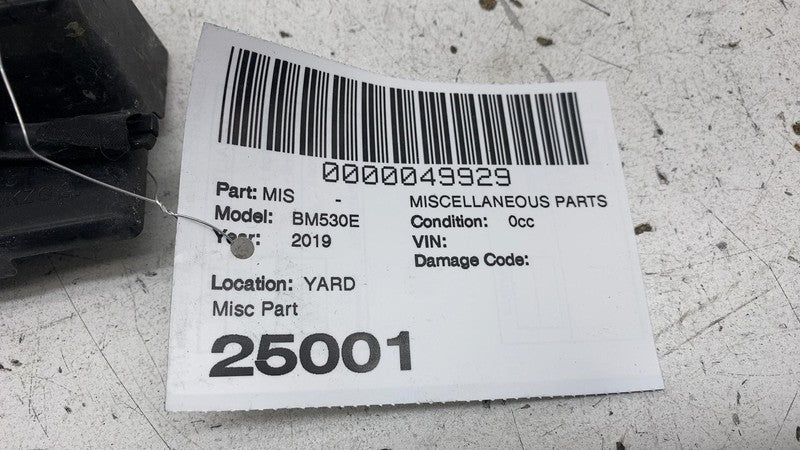 0000049929
Part: MIS - MISCELLANEOUS PARTS
Model: BM530E Condition: 0cc
Year: 2019 VIN:
Damage Code:
Location: YARD
Misc Part
25001